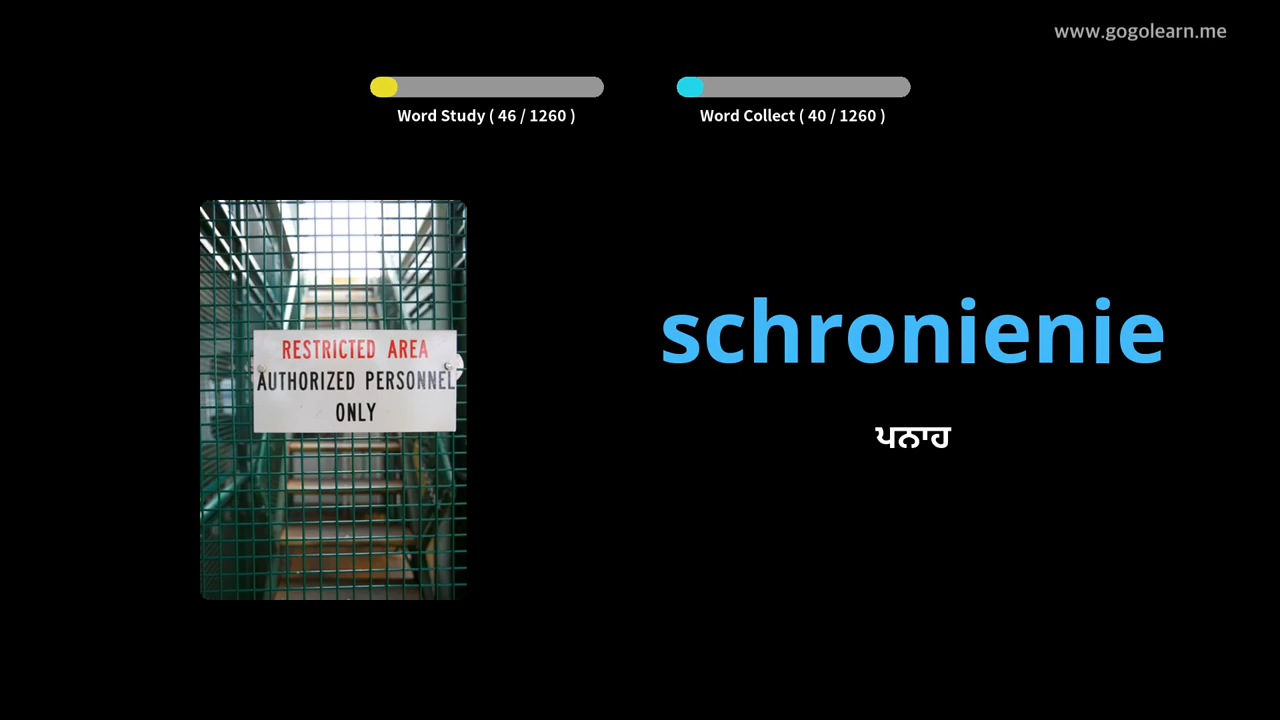 www.gogolearn.me
Word Study ( 46 / 1260 )
Word Collect ( 40 / 1260 )
RESTRICTED AREA
AUTHORIZED PERSONNEL
ONLY
schronienie
ਪਨਾਹ